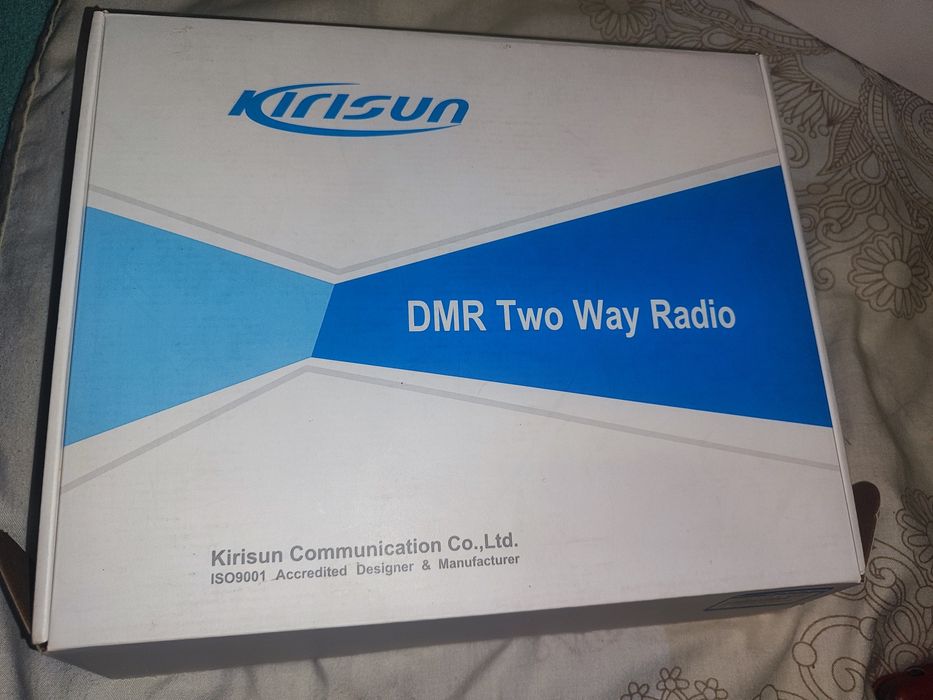 Kirisun
DMR Two Way Radio
Kirisun Communication Co.,Ltd.
ISO9001 Accredited Designer & Manufacturer